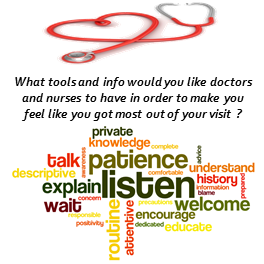 What tools and info would you like doctors
and nurses to have in order to make you
feel like you got most out of your visit ?
private
knowledge
complete
talk
awareness
patience
advice
descriptive
comfortable
understand
explain
listen
information
history
blame
prepared
concern
wait
precautions
welcome
responsible
attentive
encourage
positivity
routine
dedicated
educate